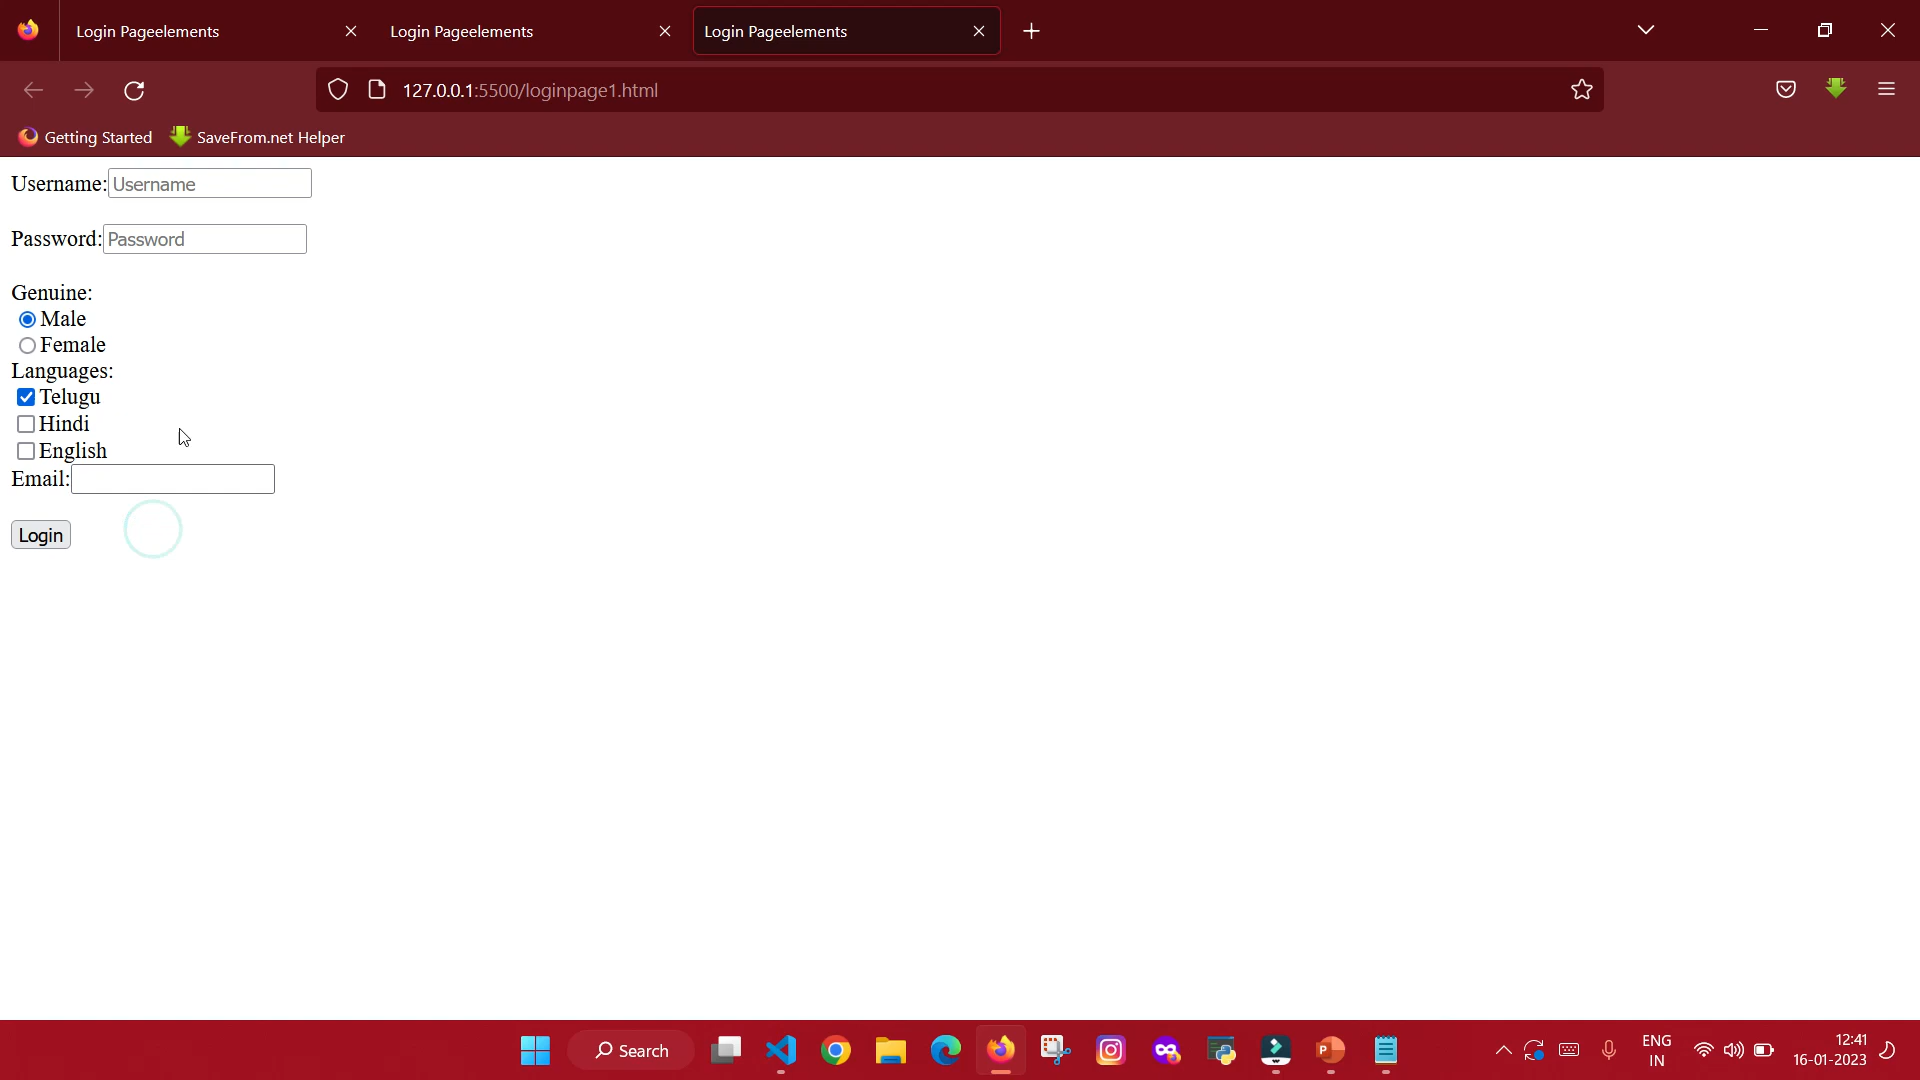 Login Pageelements
Login Pageelements
Login Pageelements
127.0.0.1:5500/loginpage1.html
Getting Started
SaveFrom.net Helper
Username:
Username
Password:
Password
Genuine:
Male
Female
Languages:
Telugu
Hindi
English
Email:
Login
Search
P
ENG
IN
12:41
16-01-2023